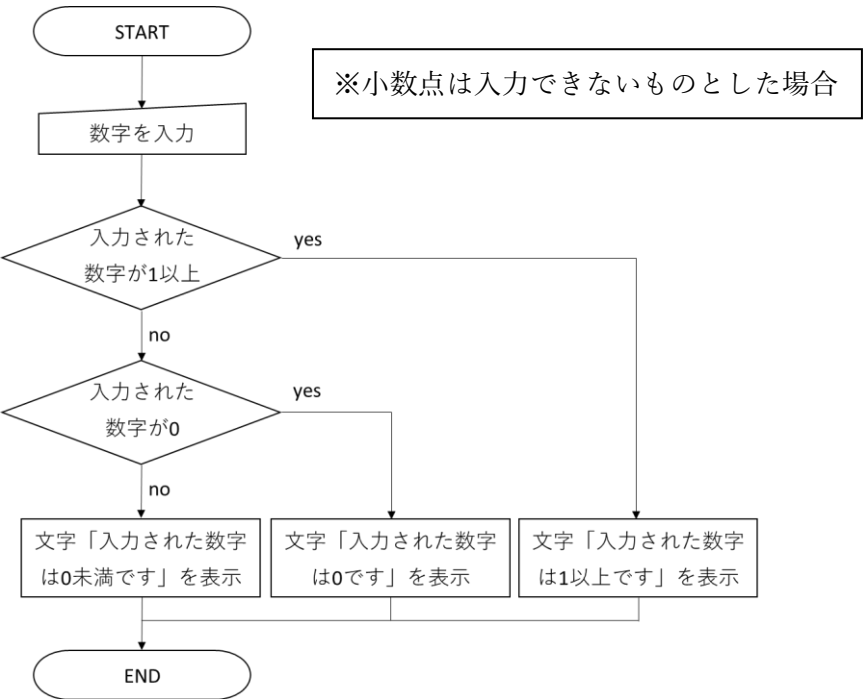 START
※小数点は入力できないものとした場合
数字を入力
入力された
数字が1以上
yes
no
入力された
数字が0
yes
no
文字「入力された数字
は0未満です」を表示
文字「入力された数字
は0です」を表示
文字「入力された数字
は1以上です」を表示
END